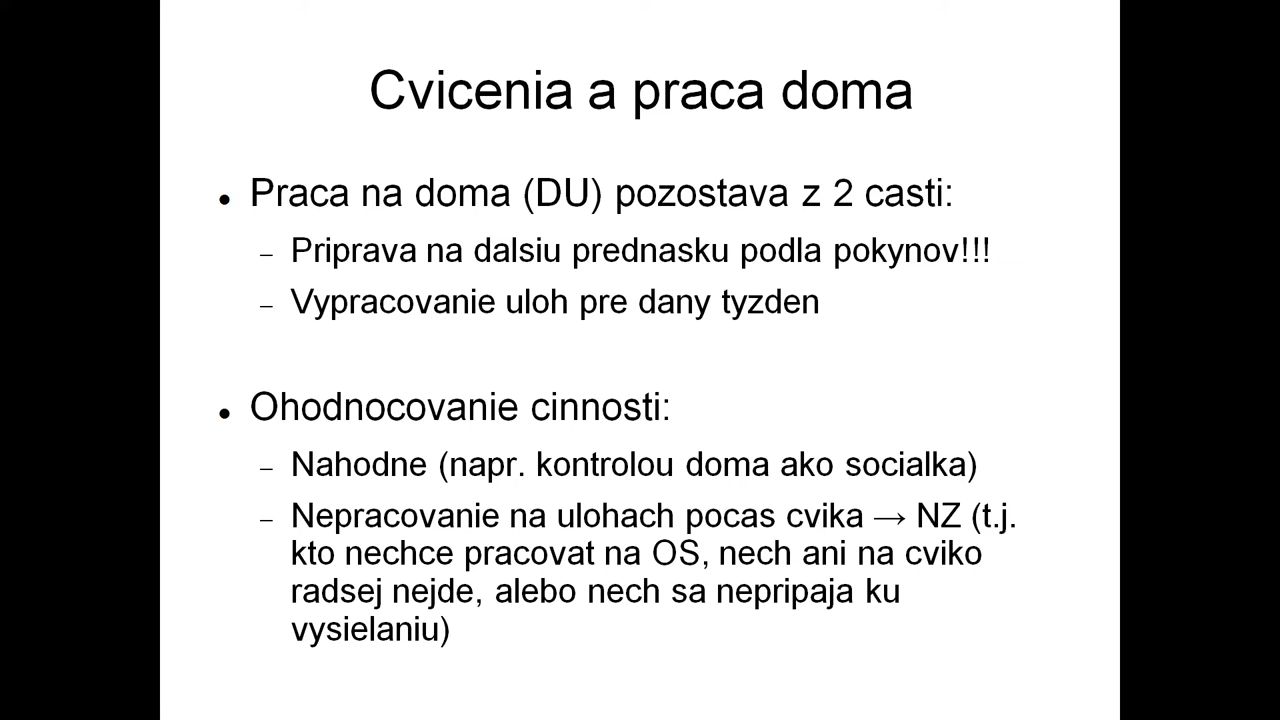 Cvicenia a praca doma
● Praca na doma (DU) pozostava z 2 casti:
– Priprava na dalsiu prednasku podla pokynov!!!
– Vypracovanie uloh pre dany tyzden
● Ohodnocovanie cinnosti:
– Nahodne (napr. kontrolou doma ako socialka)
– Nepracovanie na ulohach pocas cvika → NZ (t.j.
kto nechce pracovat na OS, nech ani na cviko
radsej nejde, alebo nech sa nepripaja ku
vysielaniu)